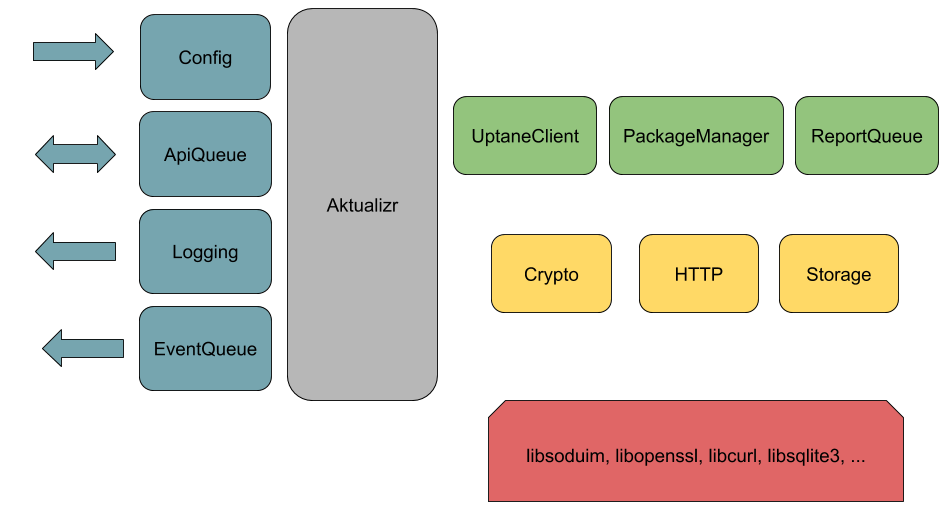 Config
ApiQueue
Logging
EventQueue
Aktualizr
UptaneClient
PackageManager
ReportQueue
Crypto
HTTP
Storage
libsoduim, libopenssl, libcurl, libsqlite3, ...